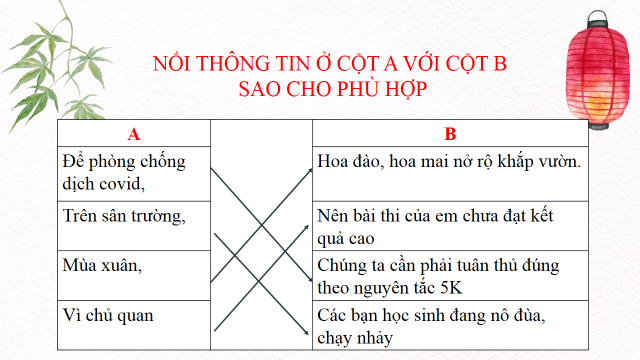 NỐI THÔNG TIN Ở CỘT A VỚI CỘT B
SAO CHO PHÙ HỢP
A
B
Để phòng chống
dịch covid,
Hoa đào, hoa mai nở rộ khắp vườn.
Trên sân trường,
Nên bài thi của em chưa đạt kết
quả cao
Mùa xuân,
Chúng ta cần phải tuân thủ đúng
theo nguyên tắc 5K
Vì chủ quan
Các bạn học sinh đang nô đùa,
chạy nhảy